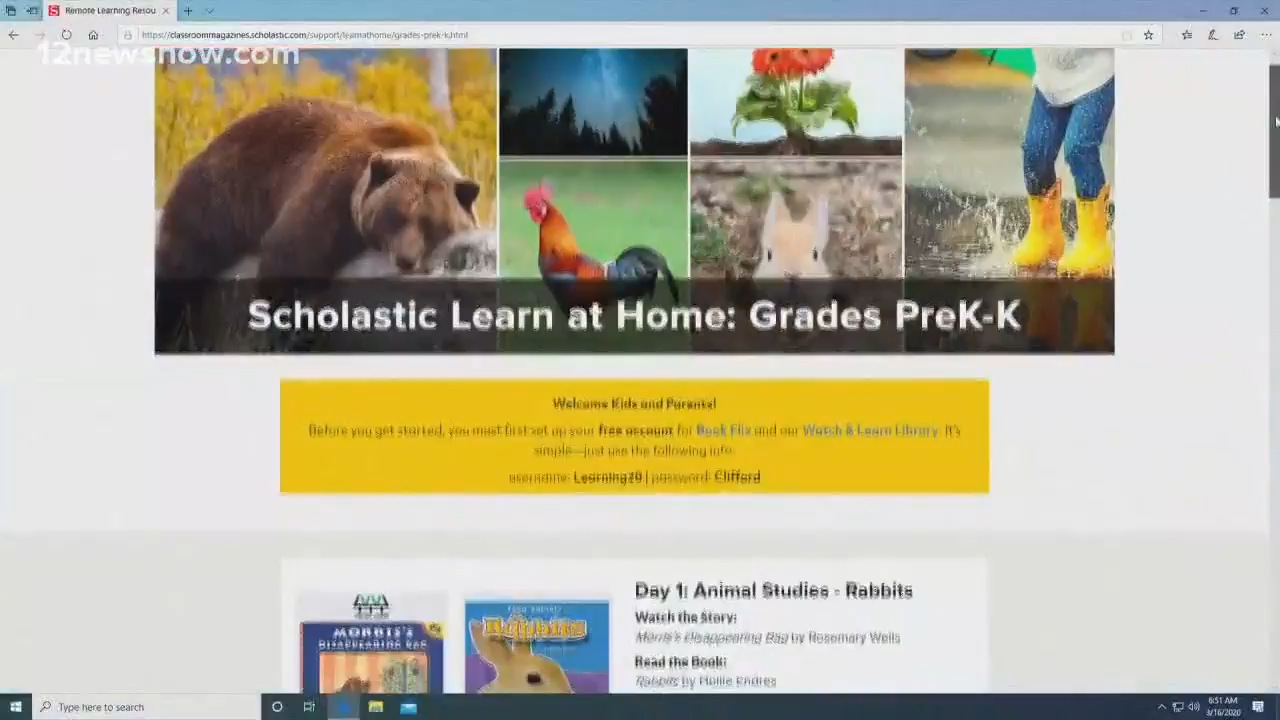 Remote Learning Resou
https://classroommagazines.scholastic.com/support/learnathome/grades-prek-k.html
12newsnow.com
Scholastic Learn at Home: Grades PreK-K
Welcome Kids and Parents!
Before you get started, you must first set up your free account for Book Flix and our Watch & Learn Library. It's
simple—just use the following info:
username: Learning20 | password: Clifford
Day 1: Animal Studies - Rabbits
Watch the Story:
Morris's Disappearing Bag by Rosemary Wells
Read the Book:
Rabbits by Hollie Endres
MORRIS'S
DISAPPEARING BAG
Rabbits
Type here to search
6:51 AM
3/16/2020